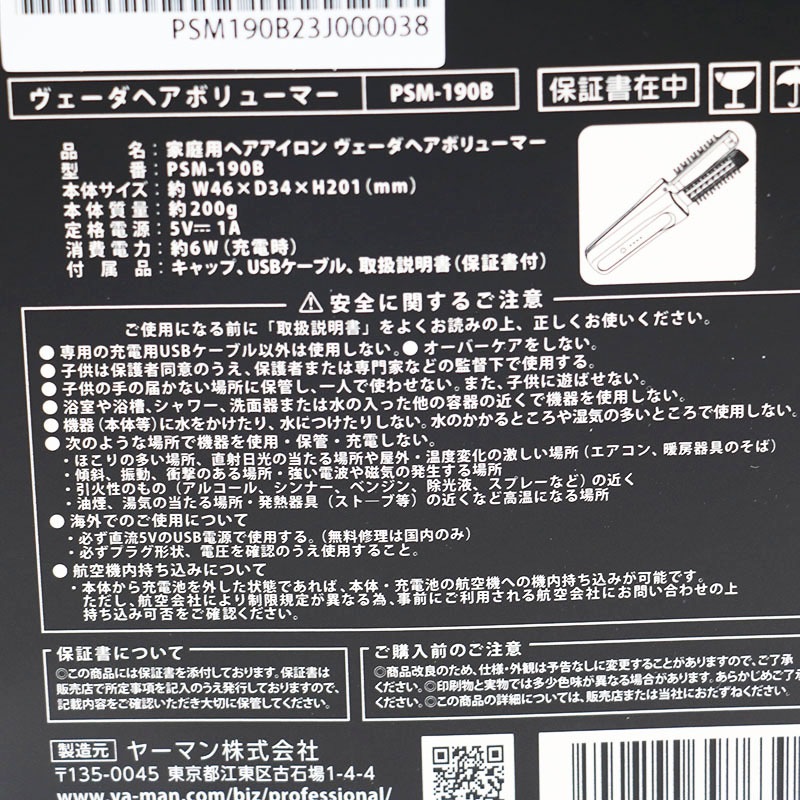 PSM190B23J000038
ヴェーダヘアボリューマー PSM-190B 保証書在中
品名：家庭用ヘアアイロン ヴェーダヘアボリューマー
型番：PSM-190B
本体サイズ：約 W46×D34×H201（mm）
本体質量：約200g
定格電源：5V⎓1A
消費電力：約6W（充電時）
付属品：キャップ、USBケーブル、取扱説明書（保証書付）
⚠安全に関するご注意
ご使用になる前に「取扱説明書」をよくお読みの上、正しくお使いください。
●専用の充電用USBケーブル以外は使用しない。●オーバーケアをしない。
●子供は保護者同意のうえ、保護者または専門家などの監督下で使用する。
●子供の手の届かない場所に保管し、一人で使わせない。また、子供に遊ばせない。
●浴室や浴槽、シャワー、洗面器または水の入った他の容器の近くで機器を使用しない。
●機器（本体等）に水をかけたり、水につけたりしない。水のかかるところや湿気の多いところで使用しない。
●次のような場所で機器を使用・保管・充電しない。
・ほこりの多い場所、直射日光の当たる場所や屋外・温度変化の激しい場所（エアコン、暖房器具のそば）
・傾斜、振動、衝撃のある場所・強い電波や磁気の発生する場所
・引火性のもの（アルコール、シンナー、ベンジン、除光液、スプレーなど）の近く
・油煙、湯気の当たる場所・発熱器具（ストーブ等）の近くなど高温になる場所
●海外でのご使用について
・必ず直流5VのUSB電源で使用する。（無料修理は国内のみ）
・必ずプラグ形状、電圧を確認のうえ使用すること。
●航空機内持ち込みについて
・本体から充電池を外した状態であれば、本体・充電池の航空機への機内持ち込みが可能です。
ただし、航空会社により制限規定が異なる為、事前にご利用される航空会社にお問い合わせの上
持ち込み可否をご確認ください。
保証書について
◎この商品には保証書を添付しております。保証書は
販売店で所定事項を記入のうえ発行しておりますので、
記載内容をご確認いただき大切に保管してください。
ご購入前のご注意
◎商品改良のため、仕様・外観は予告なしに変更することがありますので、ご了承
ください。◎印刷物と実物では多少色味が異なる場合があります。あらかじめご了
ください。◎この商品の詳細については、販売店または当社におたずねください。
製造元 ヤーマン株式会社
〒135-0045 東京都江東区古石場1-4-4
www.ya-man.com/biz/professional/